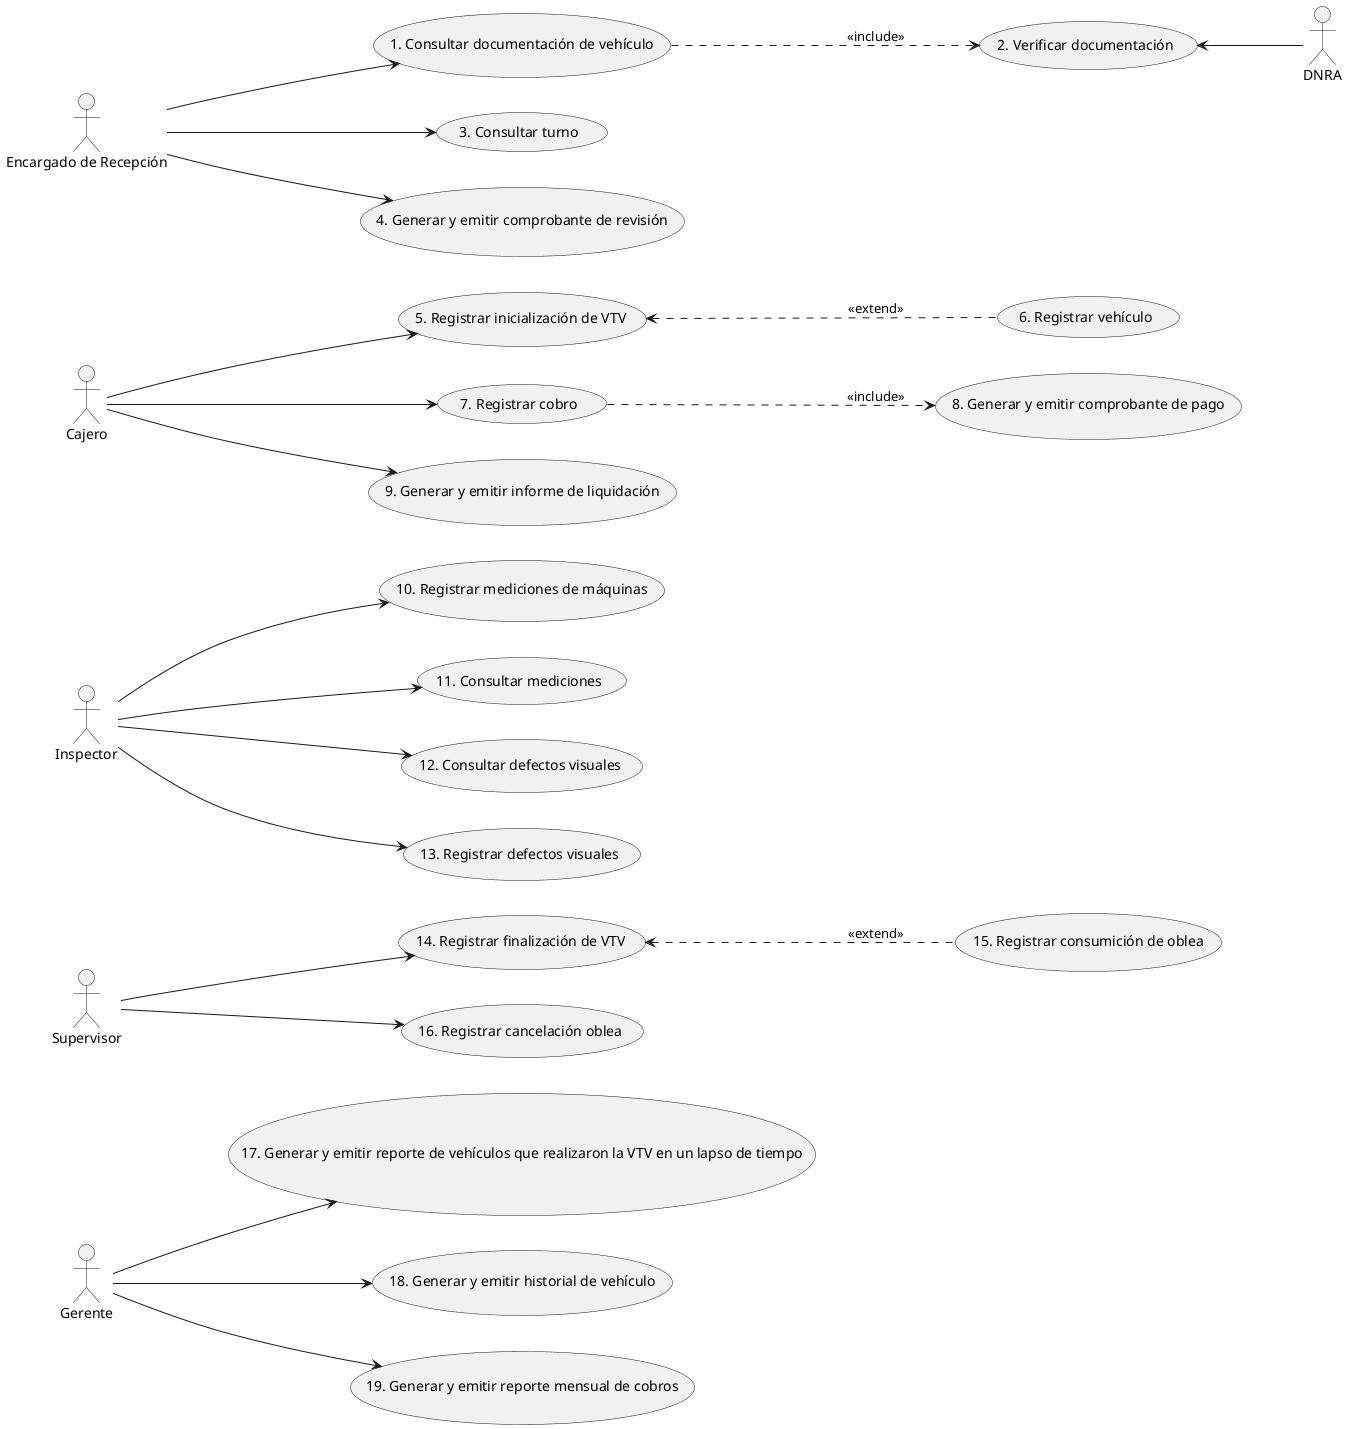 1. Consultar documentación de vehículo
«include»
2. Verificar documentación
DNRA
Encargado de Recepción
3. Consultar turno
4. Generar y emitir comprobante de revisión
5. Registrar inicialización de VTV
«extend»
6. Registrar vehículo
Cajero
7. Registrar cobro
«include»
8. Generar y emitir comprobante de pago
9. Generar y emitir informe de liquidación
10. Registrar mediciones de máquinas
11. Consultar mediciones
Inspector
12. Consultar defectos visuales
13. Registrar defectos visuales
14. Registrar finalización de VTV
«extend»
15. Registrar consumición de oblea
Supervisor
16. Registrar cancelación oblea
17. Generar y emitir reporte de vehículos que realizaron la VTV en un lapso de tiempo
Gerente
18. Generar y emitir historial de vehículo
19. Generar y emitir reporte mensual de cobros